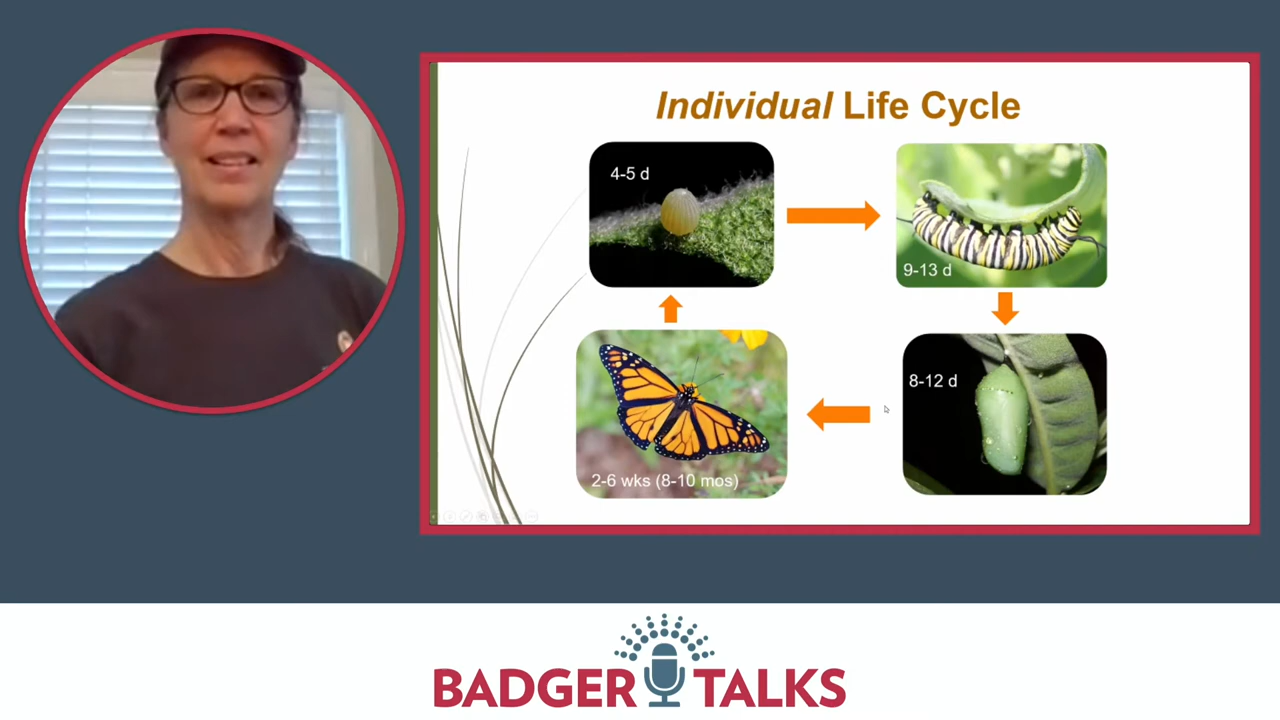 Individual Life Cycle
4-5 d
9-13 d
8-12 d
2-6 wks (8-10 mos)
BADGER TALKS